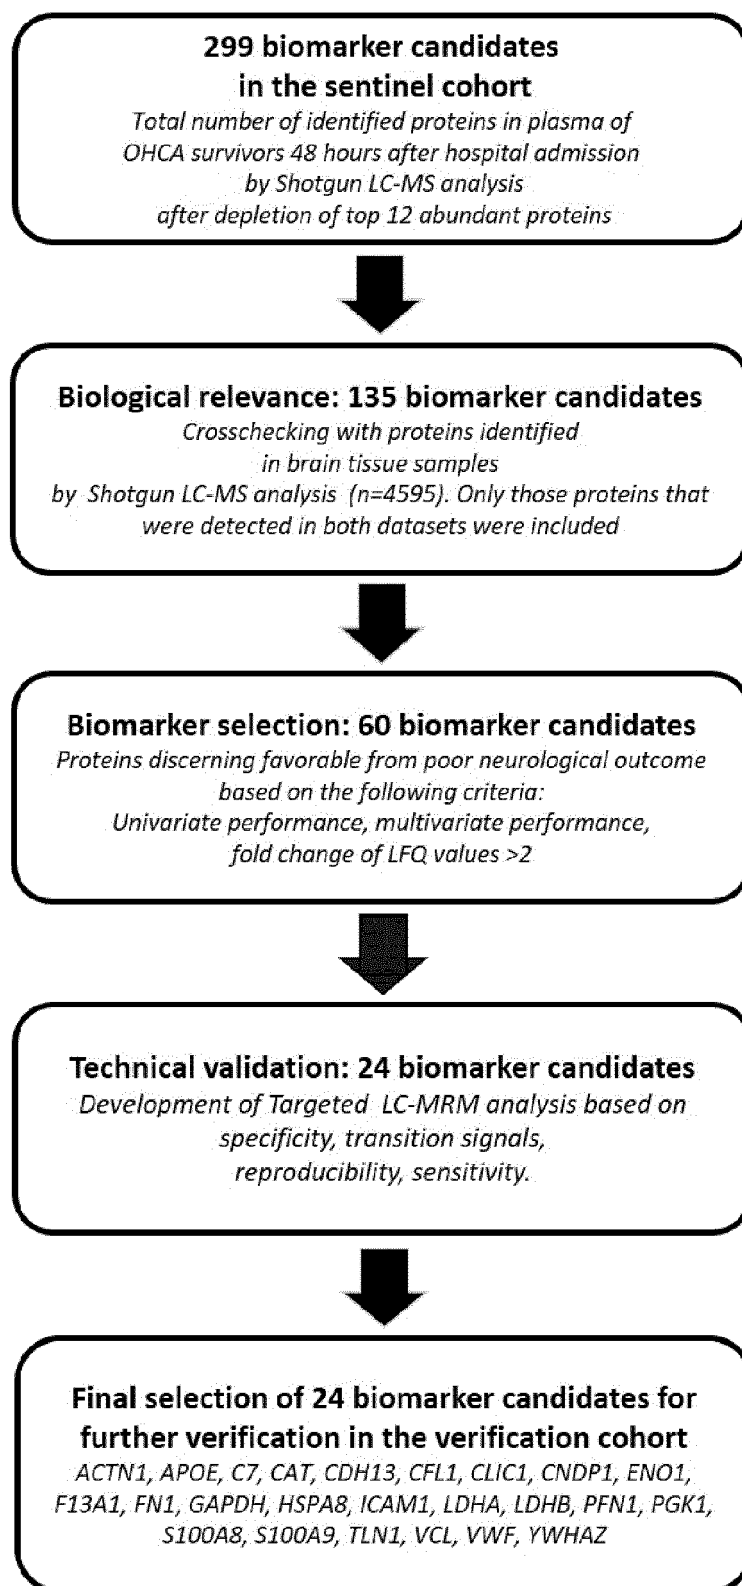 299 biomarker candidates
in the sentinel cohort
Total number of identified proteins in plasma of
OHCA survivors 48 hours after hospital admission
by Shotgun LC-MS analysis
after depletion of top 12 abundant proteins
Biological relevance: 135 biomarker candidates
Crosschecking with proteins identified
in brain tissue samples
by Shotgun LC-MS analysis (n=4595). Only those proteins that
were detected in both datasets were included
Biomarker selection: 60 biomarker candidates
Proteins discerning favorable from poor neurological outcome
based on the following criteria:
Univariate performance, multivariate performance,
fold change of LFQ values >2
Technical validation: 24 biomarker candidates
Development of Targeted LC-MRM analysis based on
specificity, transition signals,
reproducibility, sensitivity.
Final selection of 24 biomarker candidates for
further verification in the verification cohort
ACTN1, APOE, C7, CAT, CDH13, CFL1, CLIC1, CNDP1, ENO1,
F13A1, FN1, GAPDH, HSPA8, ICAM1, LDHA, LDHB, PFN1, PGK1,
S100A8, S100A9, TLN1, VCL, VWF, YWHAZ